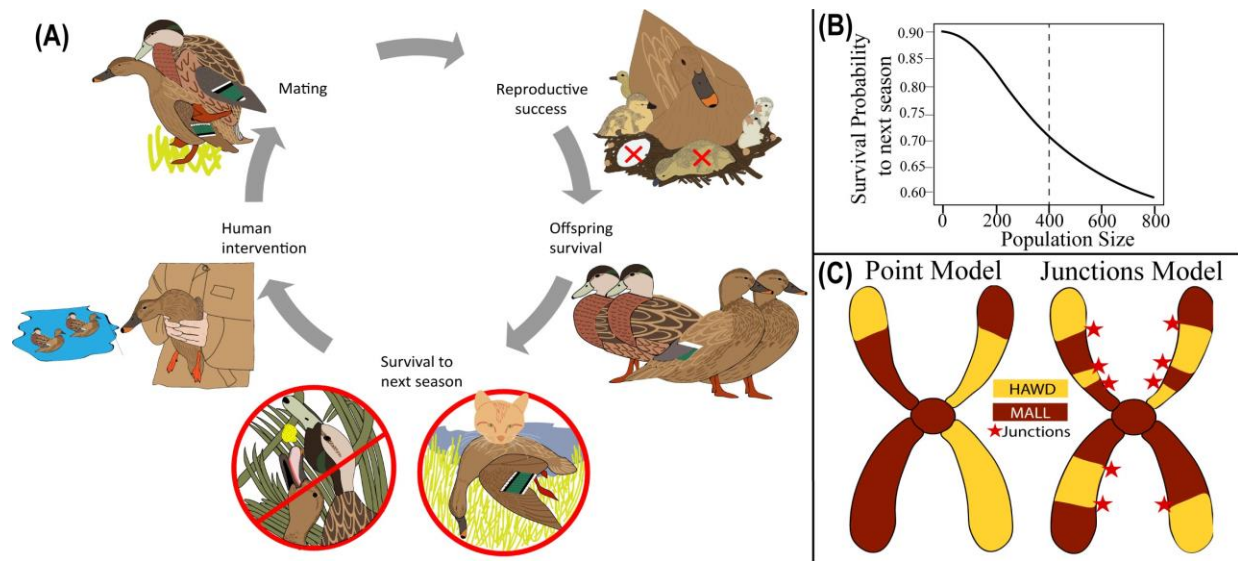 (A)
Mating
Reproductive
success
Offspring
survival
Survival to
next season
Human
intervention
(B)
Survival Probability
to next season
0.90
0.85
0.80
0.70
0.65
0.60
0
200
400
600
800
Population Size
(C)
Point Model
Junctions Model
HAWD
MALL
Junctions